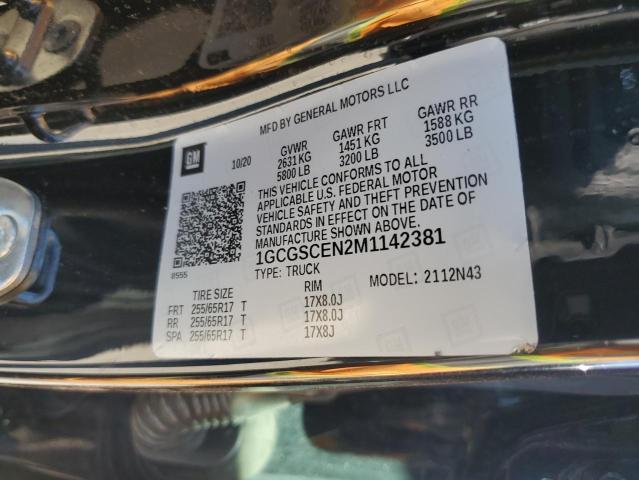 MFD BY GENERAL MOTORS LLC
GM 10/20 GVWR GAWR FRT GAWR RR
2631 KG 1451 KG 1588 KG
5800 LB 3200 LB 3500 LB
THIS VEHICLE CONFORMS TO ALL
APPLICABLE U.S. FEDERAL MOTOR
VEHICLE SAFETY AND THEFT PREVENTION
STANDARDS IN EFFECT ON THE DATE OF
MANUFACTURE SHOWN ABOVE.
1GCGSCEN2M1142381
8555 TYPE: TRUCK MODEL: 2112N43
TIRE SIZE RIM
FRT 255/65R17 T 17X8.0J
RR 255/65R17 T 17X8.0J
SPA 255/65R17 T 17X8J